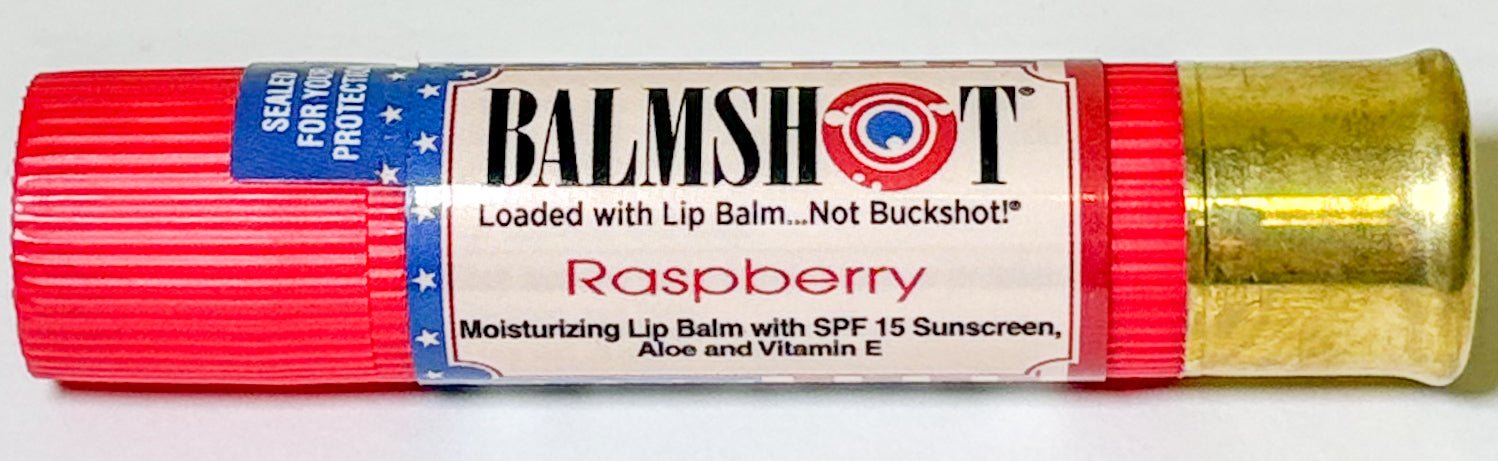 SEALED
FOR YOUR
PROTECTION
BALMSHOT®
Loaded with Lip Balm...Not Buckshot!®
Raspberry
Moisturizing Lip Balm with SPF 15 Sunscreen,
Aloe and Vitamin E